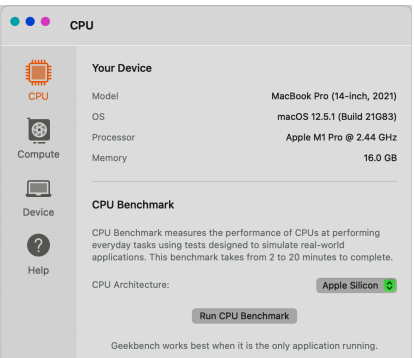 CPU
CPU
Compute
Device
Help
Your Device
Model MacBook Pro (14-inch, 2021)
OS macOS 12.5.1 (Build 21G83)
Processor Apple M1 Pro @ 2.44 GHz
Memory 16.0 GB
CPU Benchmark
CPU Benchmark measures the performance of CPUs at performing
everyday tasks using tests designed to simulate real-world
applications. This benchmark takes from 2 to 20 minutes to complete.
CPU Architecture: Apple Silicon
Run CPU Benchmark
Geekbench works best when it is the only application running.